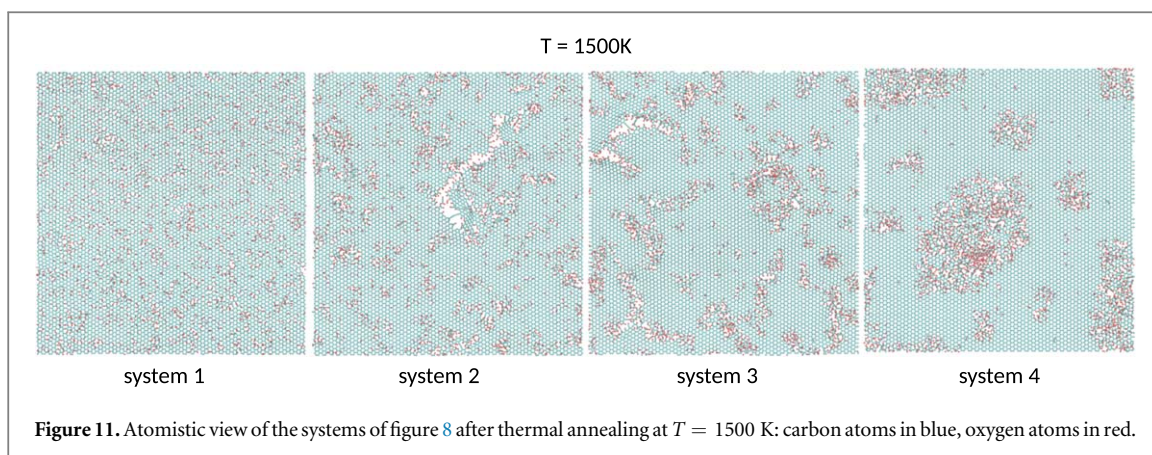 T = 1500K
system 1 system 2 system 3 system 4
Figure 11. Atomistic view of the systems of figure 8 after thermal annealing at T = 1500 K: carbon atoms in blue, oxygen atoms in red.